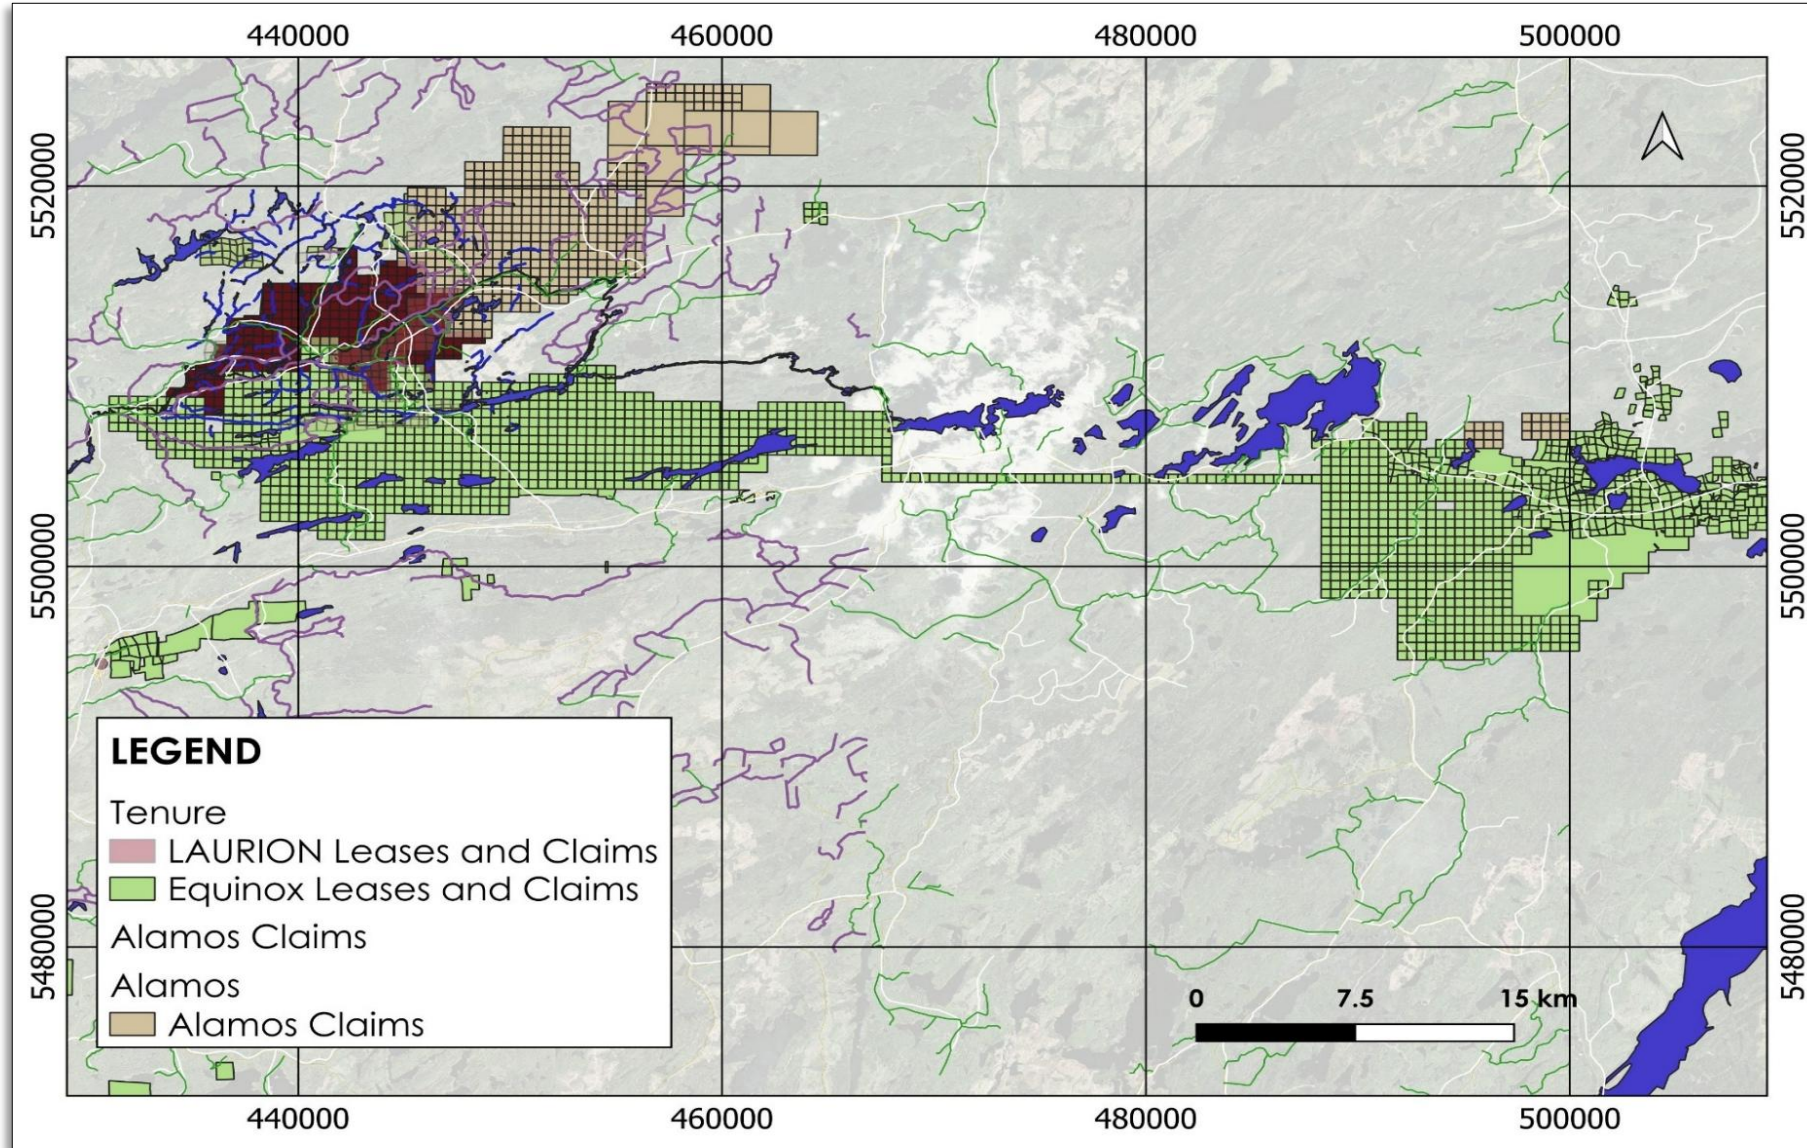 440000
460000
480000
500000
5520000
5520000
5500000
5500000
LEGEND
Tenure
LAURION Leases and Claims
Equinox Leases and Claims
Alamos Claims
Alamos
Alamos Claims
5480000
5480000
0 7.5 15 km
440000
460000
480000
500000